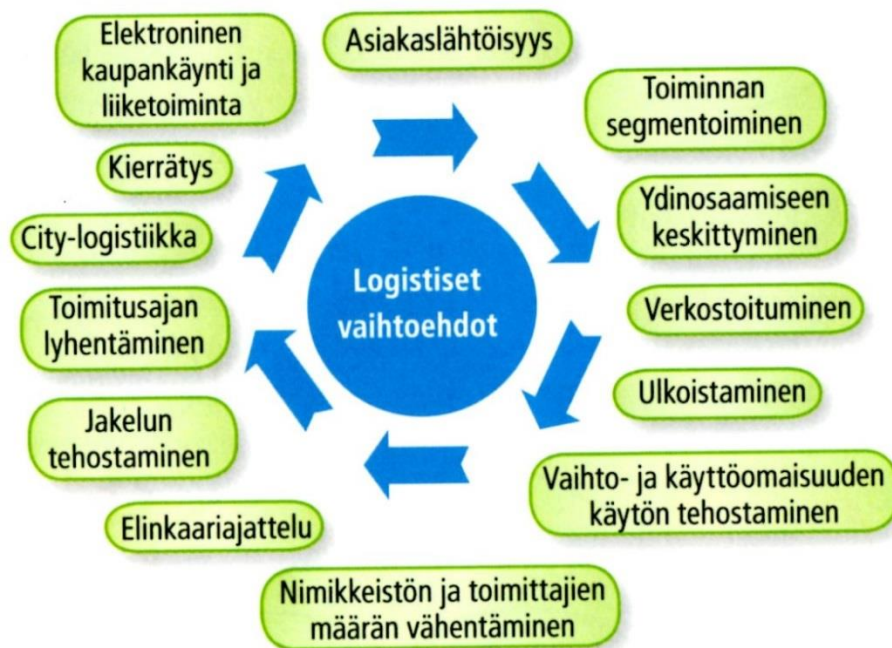 Elektroninen
kaupankäynti ja
liiketoiminta
Asiakaslähtöisyys
Toiminnan
segmentoiminen
Ydinosaamiseen
keskittyminen
Verkostoituminen
Ulkoistaminen
Vaihto- ja käyttöomaisuuden
käytön tehostaminen
Nimikkeistön ja toimittajien
määrän vähentäminen
Elinkaariajattelu
Jakelun
tehostaminen
Toimitusajan
lyhentäminen
City-logistiikka
Kierrätys
Logistiset
vaihtoehdot